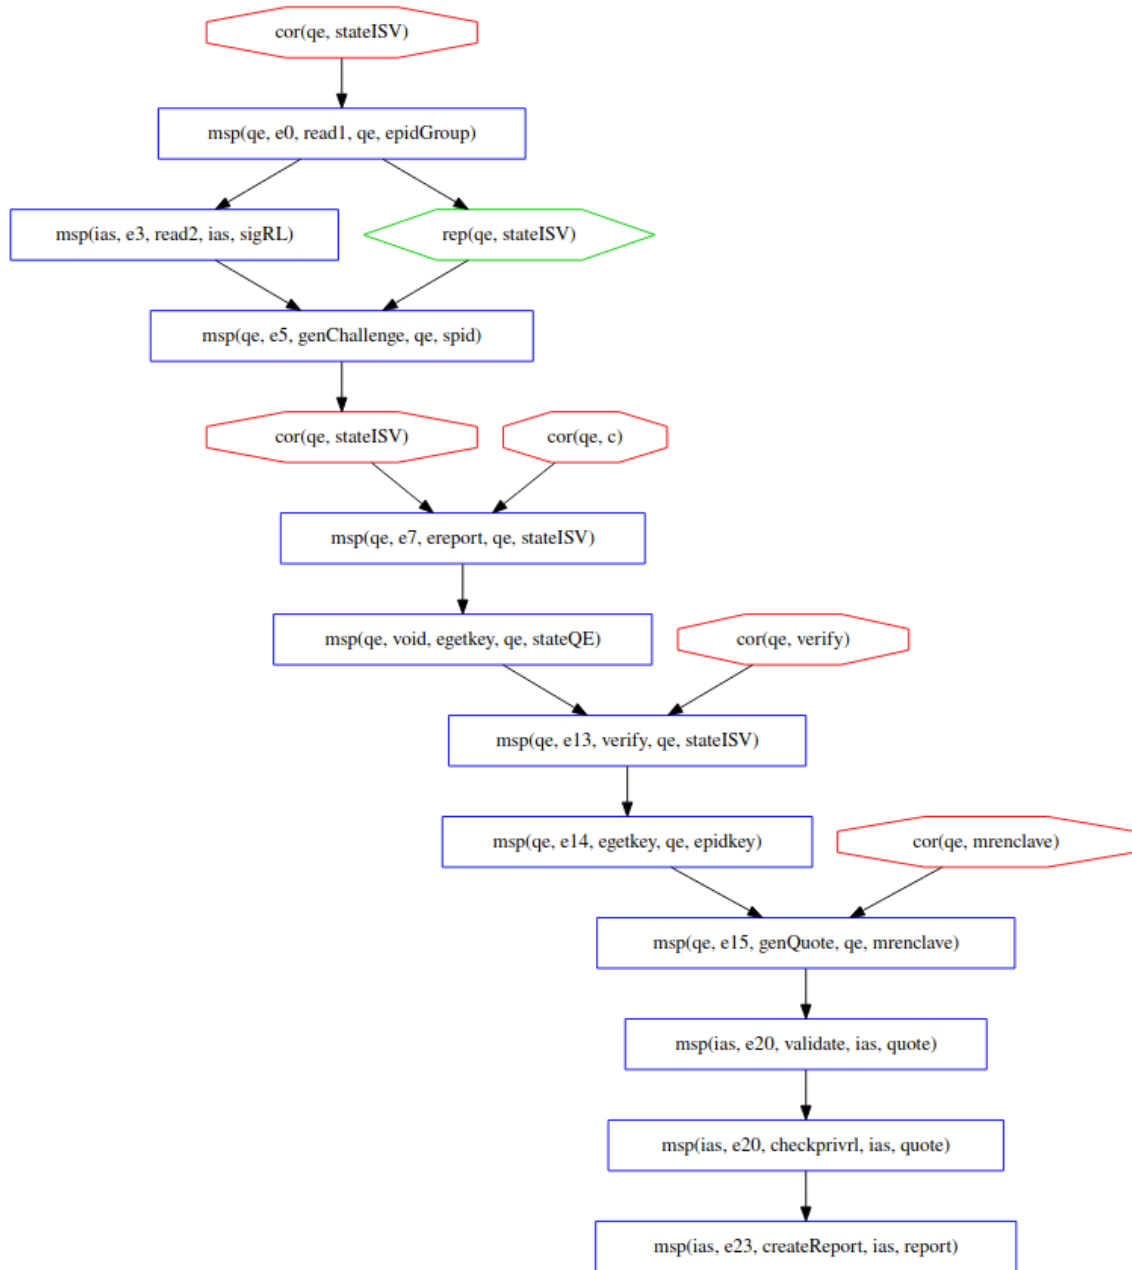 cor(qe, stateISV)
msp(qe, e0, read1, qe, epidGroup)
msp(ias, e3, read2, ias, sigRL)
rep(qe, stateISV)
msp(qe, e5, genChallenge, qe, spid)
cor(qe, stateISV)
cor(qe, c)
msp(qe, e7, ereport, qe, stateISV)
msp(qe, void, egetkey, qe, stateQE)
cor(qe, verify)
msp(qe, e13, verify, qe, stateISV)
msp(qe, e14, egetkey, qe, epidkey)
cor(qe, mrenclave)
msp(qe, e15, genQuote, qe, mrenclave)
msp(ias, e20, validate, ias, quote)
msp(ias, e20, checkprivrl, ias, quote)
msp(ias, e23, createReport, ias, report)